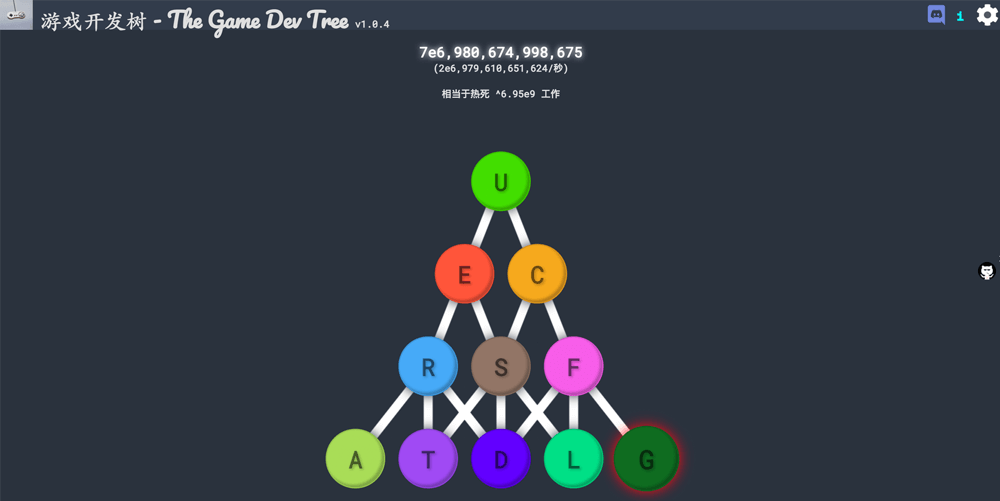 游戏开发树 - The Game Dev Tree v1.0.4
i
7e6,980,674,998,675
(2e6,979,610,651,624/秒)
相当于热死 ^6.95e9 工作
U
E C
R S F
A T D L G